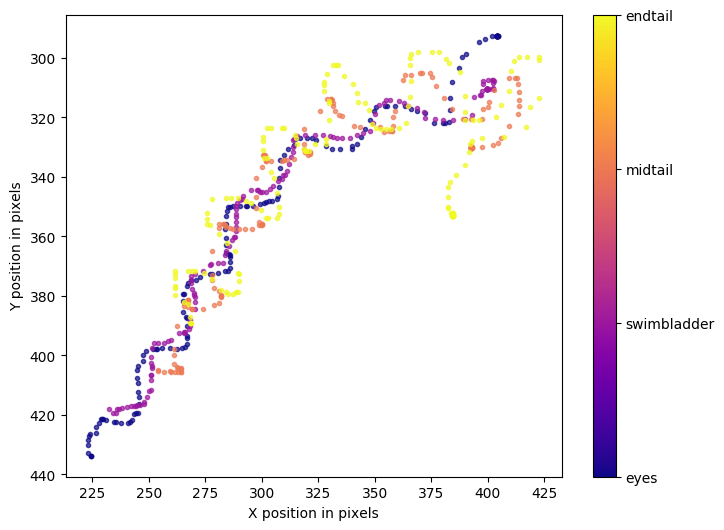 300
320
340
360
380
400
420
440
225
250
275
300
325
350
375
400
425
X position in pixels
Y position in pixels
endtail
midtail
swimbladder
eyes